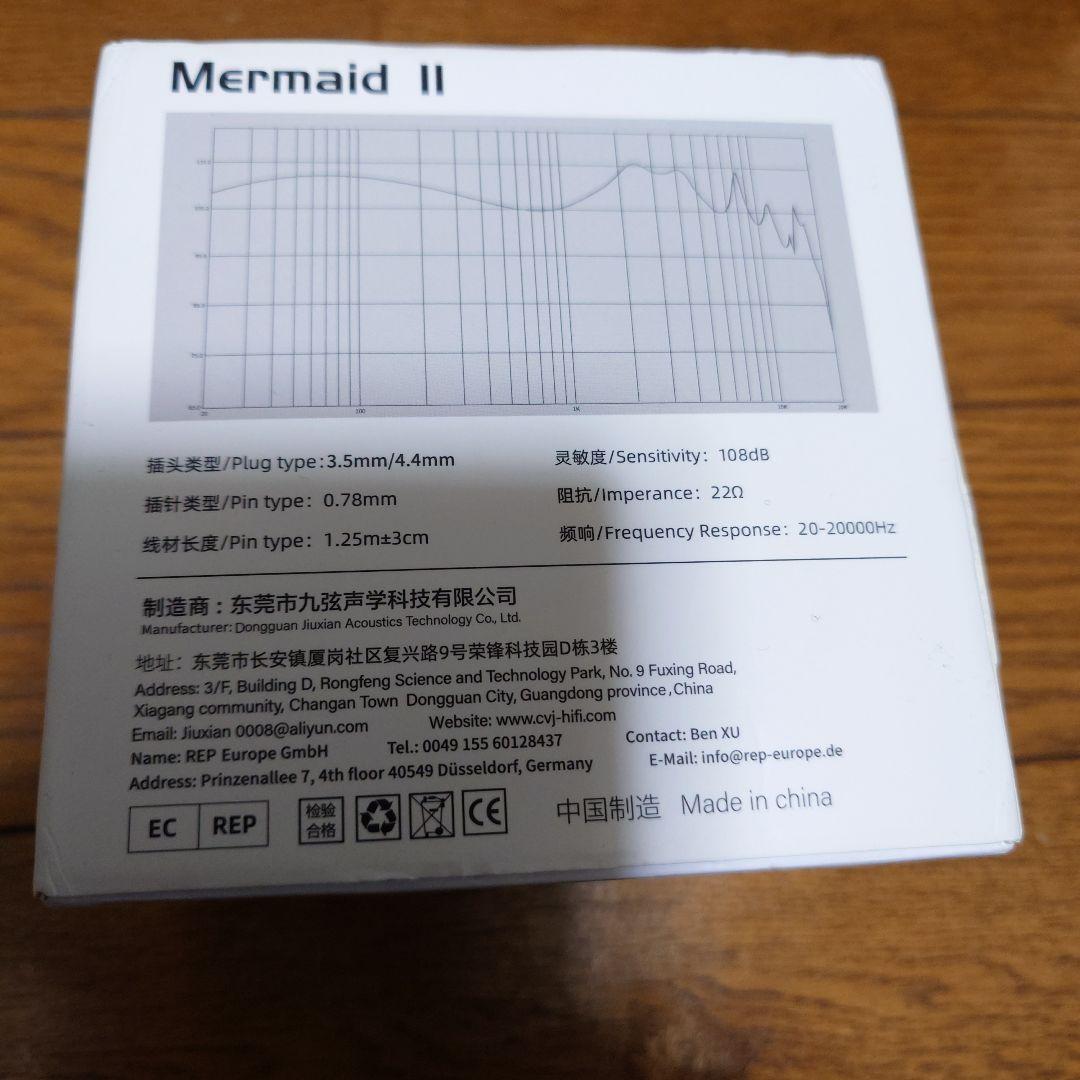 Mermaid II
100
1K
10K
20K
插头类型/Plug type:3.5mm/4.4mm
灵敏度/Sensitivity: 108dB
插针类型/Pin type: 0.78mm
阻抗/Imperance: 22Ω
线材长度/Pin type: 1.25m±3cm
频响/Frequency Response: 20-20000Hz
制造商:东莞市九弦声学科技有限公司
Manufacturer: Dongguan Jiuxian Acoustics Technology Co., Ltd.
地址: 东莞市长安镇厦岗社区复兴路9号荣锋科技园D栋3楼
Address: 3/F, Building D, Rongfeng Science and Technology Park, No. 9 Fuxing Road,
Xiagang community, Changan Town Dongguan City, Guangdong province, China
Email: Jiuxian 0008@aliyun.com Website: www.cvj-hifi.com
Name: REP Europe GmbH Tel.: 0049 155 60128437 Contact: Ben XU
Address: Prinzenallee 7, 4th floor 40549 Düsseldorf, Germany E-Mail: info@rep-europe.de
EC REP
检验
合格
CE
中国制造 Made in china